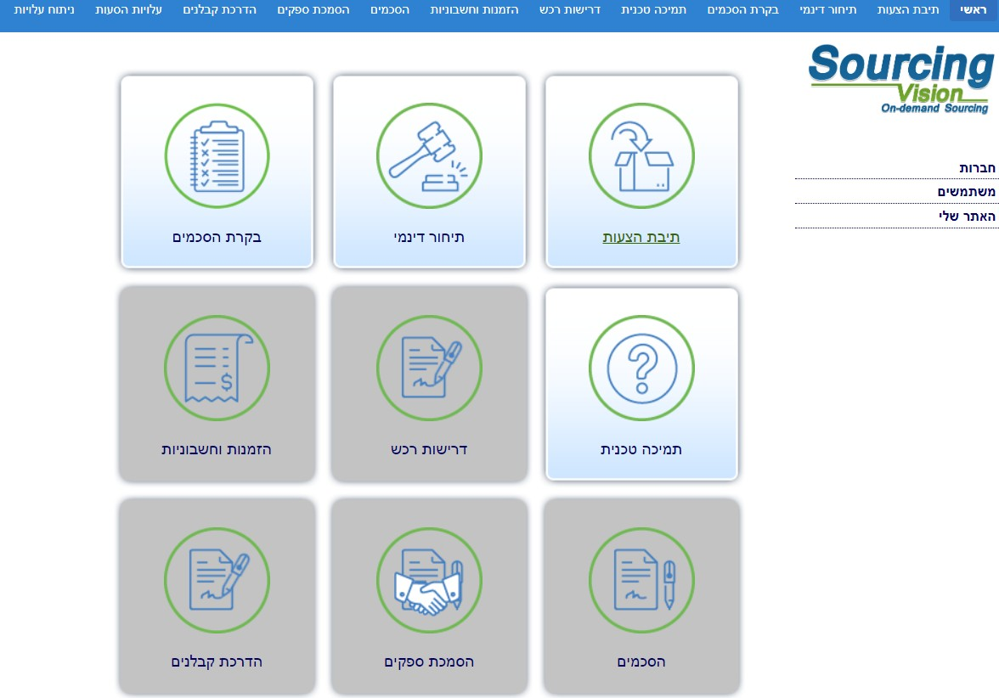 ראשי תיבת הצעות תיחור דינמי בקרת הסכמים תמיכה טכנית דרישות רכש הזמנות וחשבוניות הסכמים הסמכת ספקים הדרכת קבלנים עלויות הסעות ניתוח עלויות
Sourcing
Vision
On-demand Sourcing
חברות
משתמשים
האתר שלי
תיבת הצעות תיחור דינמי בקרת הסכמים
תמיכה טכנית דרישות רכש הזמנות וחשבוניות
הסכמים הסמכת ספקים הדרכת קבלנים